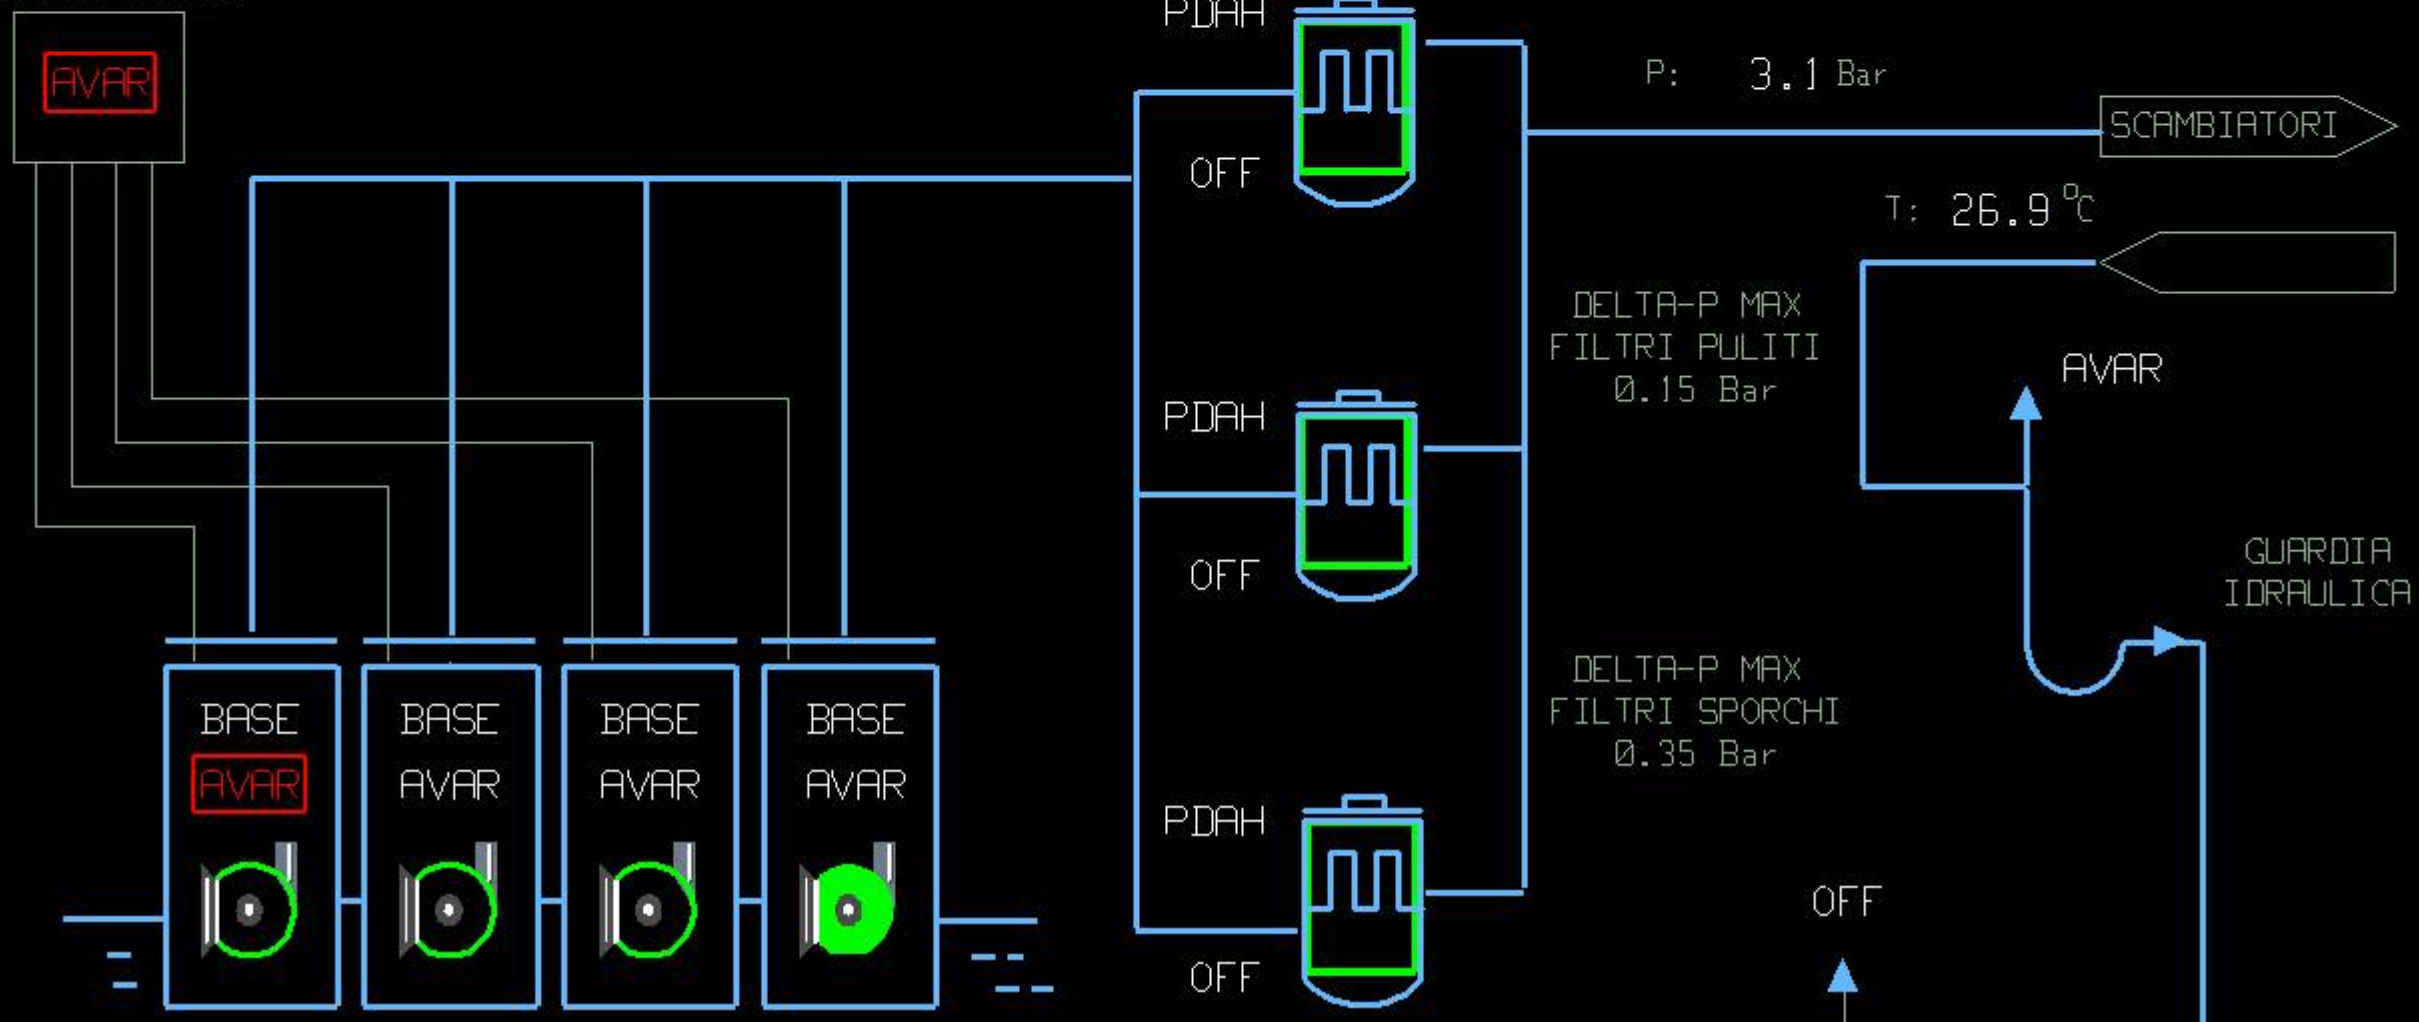 AVAR
PDAH
OFF
P: 3.1 Bar
SCAMBIATORI
T: 26.9 °C
DELTA-P MAX
FILTRI PULITI
0.15 Bar
AVAR
PDAH
OFF
GUARDIA
IDRAULICA
DELTA-P MAX
FILTRI SPORCHI
0.35 Bar
BASE
AVAR
BASE
AVAR
BASE
AVAR
BASE
AVAR
PDAH
OFF
OFF